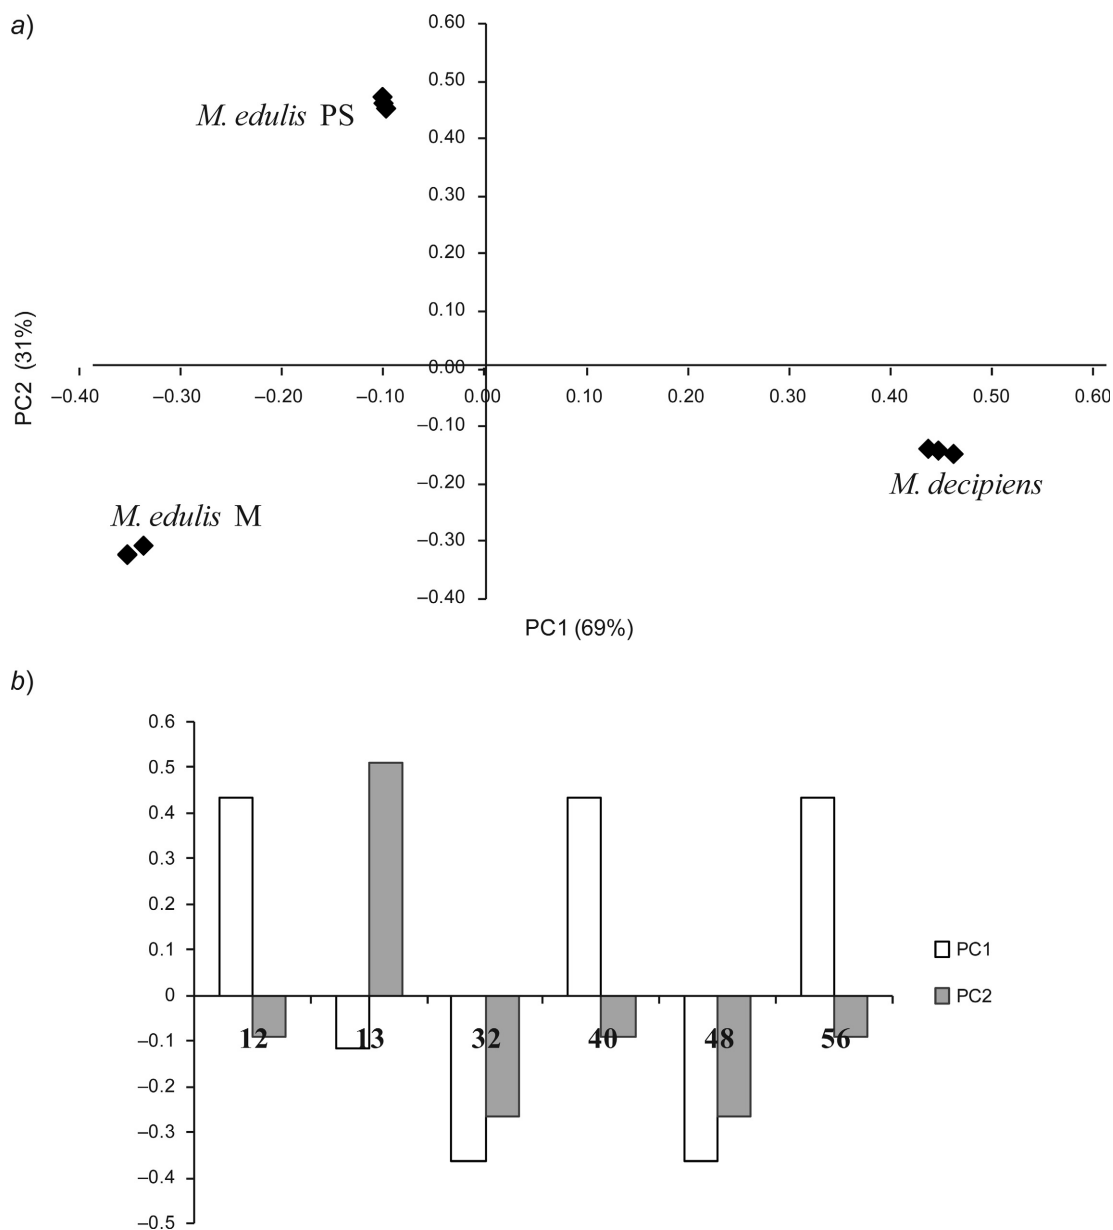 a)
0.60
0.50
M. edulis PS
0.40
0.30
0.20
0.10
PC2 (31%)
0.00
–0.40 –0.30 –0.20 –0.10 0.00 0.10 0.20 0.30 0.40 0.50 0.60
–0.10
–0.20
M. decipiens
M. edulis M
–0.30
–0.40
PC1 (69%)
b)
0.6
0.5
0.4
0.3
0.2
0.1
PC1
0
PC2
12 13 32 40 48 56
–0.1
–0.2
–0.3
–0.4
–0.5